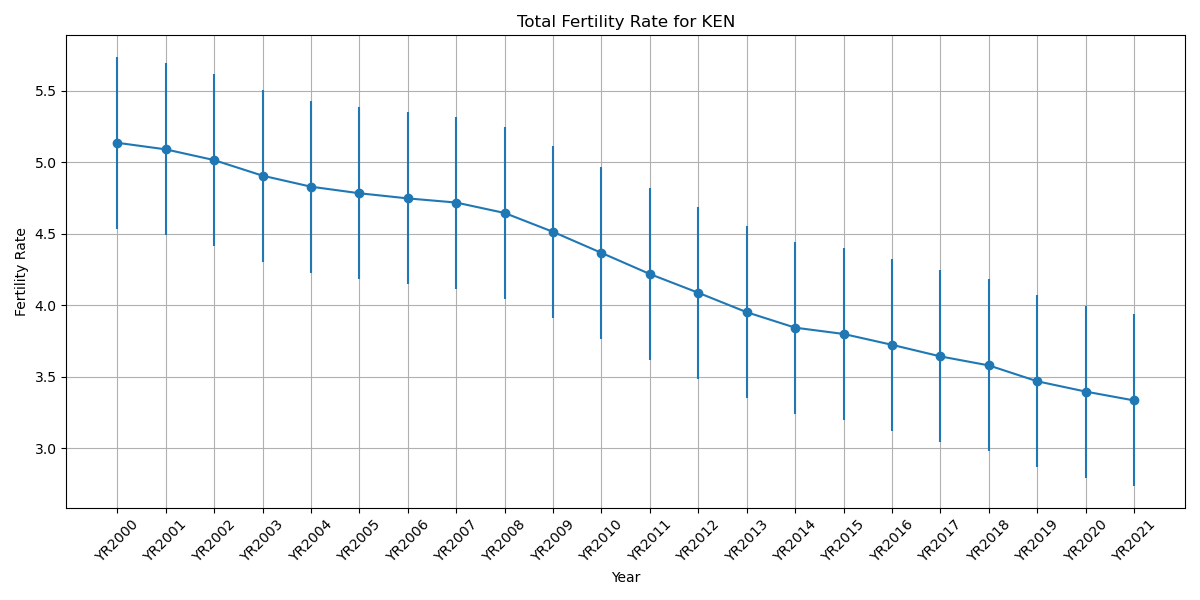 Total Fertility Rate for KEN
Fertility Rate
5.5
5.0
4.5
4.0
3.5
3.0
YR2000
YR2001
YR2002
YR2003
YR2004
YR2005
YR2006
YR2007
YR2008
YR2009
YR2010
YR2011
YR2012
YR2013
YR2014
YR2015
YR2016
YR2017
YR2018
YR2019
YR2020
YR2021
Year